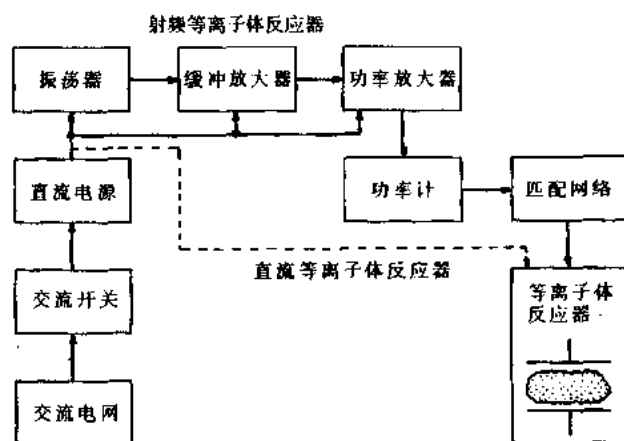 射频等离子体反应器
振荡器
缓冲放大器
功率放大器
直流电源
功率计
匹配网络
直流等离子体反应器
交流开关
等离子体
反应器
交流电网